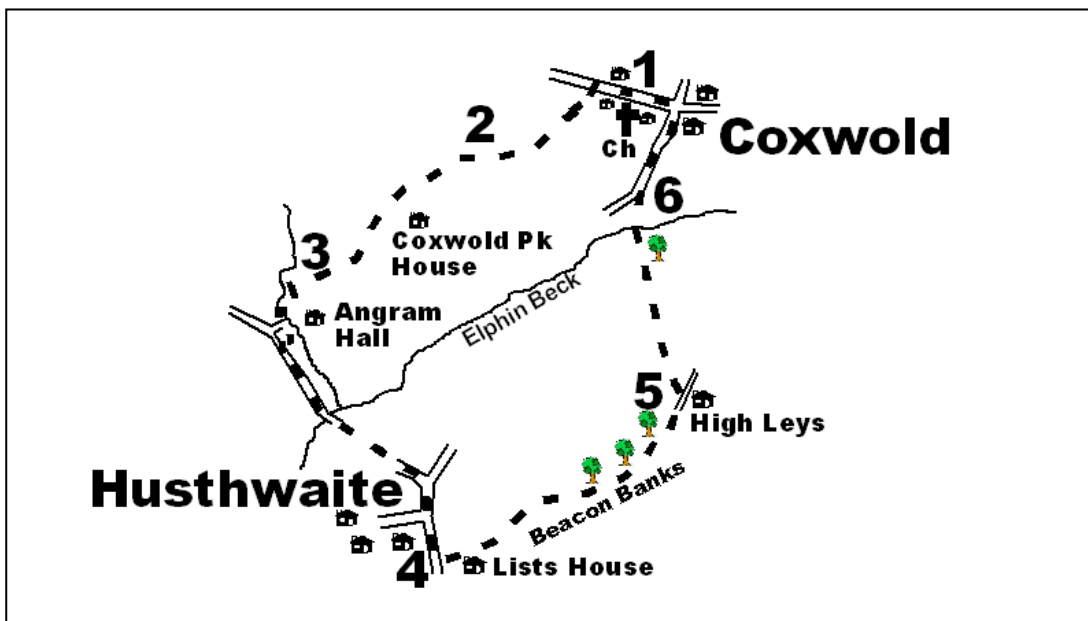 1
2
Ch
Coxwold
6
3
Coxwold Pk
House
Elphin Beck
Angram
Hall
5
High Leys
Husthwaite
Beacon Banks
4
Lists House